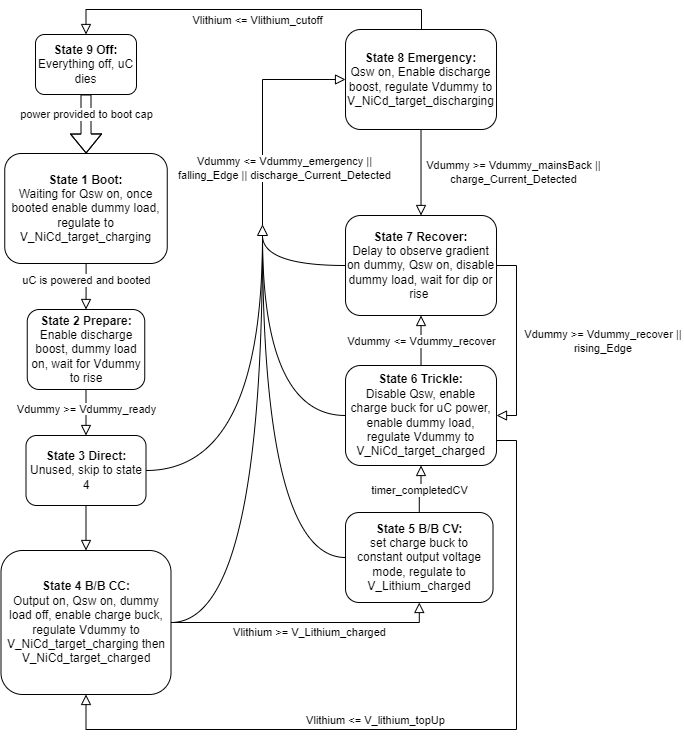 Vlithium <= Vlithium_cutoff
State 9 Off:
Everything off, uC
dies
power provided to boot cap
State 8 Emergency:
Qsw on, Enable discharge
boost, regulate Vdummy to
V_NiCd_target_discharging
Vdummy <= Vdummy_emergency ||
falling_Edge || discharge_Current_Detected
Vdummy >= Vdummy_mainsBack ||
charge_Current_Detected
State 1 Boot:
Waiting for Qsw on, once
booted enable dummy load,
regulate to
V_NiCd_target_charging
uC is powered and booted
State 7 Recover:
Delay to observe gradient
on dummy, Qsw on, disable
dummy load, wait for dip or
rise
State 2 Prepare:
Enable discharge
boost, dummy load
on, wait for Vdummy
to rise
Vdummy <= Vdummy_recover
Vdummy >= Vdummy_recover ||
rising_Edge
Vdummy >= Vdummy_ready
State 6 Trickle:
Disable Qsw, enable
charge buck for uC power,
enable dummy load,
regulate Vdummy to
V_NiCd_target_charged
State 3 Direct:
Unused, skip to state
4
timer_completedCV
State 5 B/B CV:
set charge buck to
constant output voltage
mode, regulate to
V_Lithium_charged
State 4 B/B CC:
Output on, Qsw on, dummy
load off, enable charge buck,
regulate Vdummy to
V_NiCd_target_charging then
V_NiCd_target_charged
Vlithium >= V_Lithium_charged
Vlithium <= V_lithium_topUp